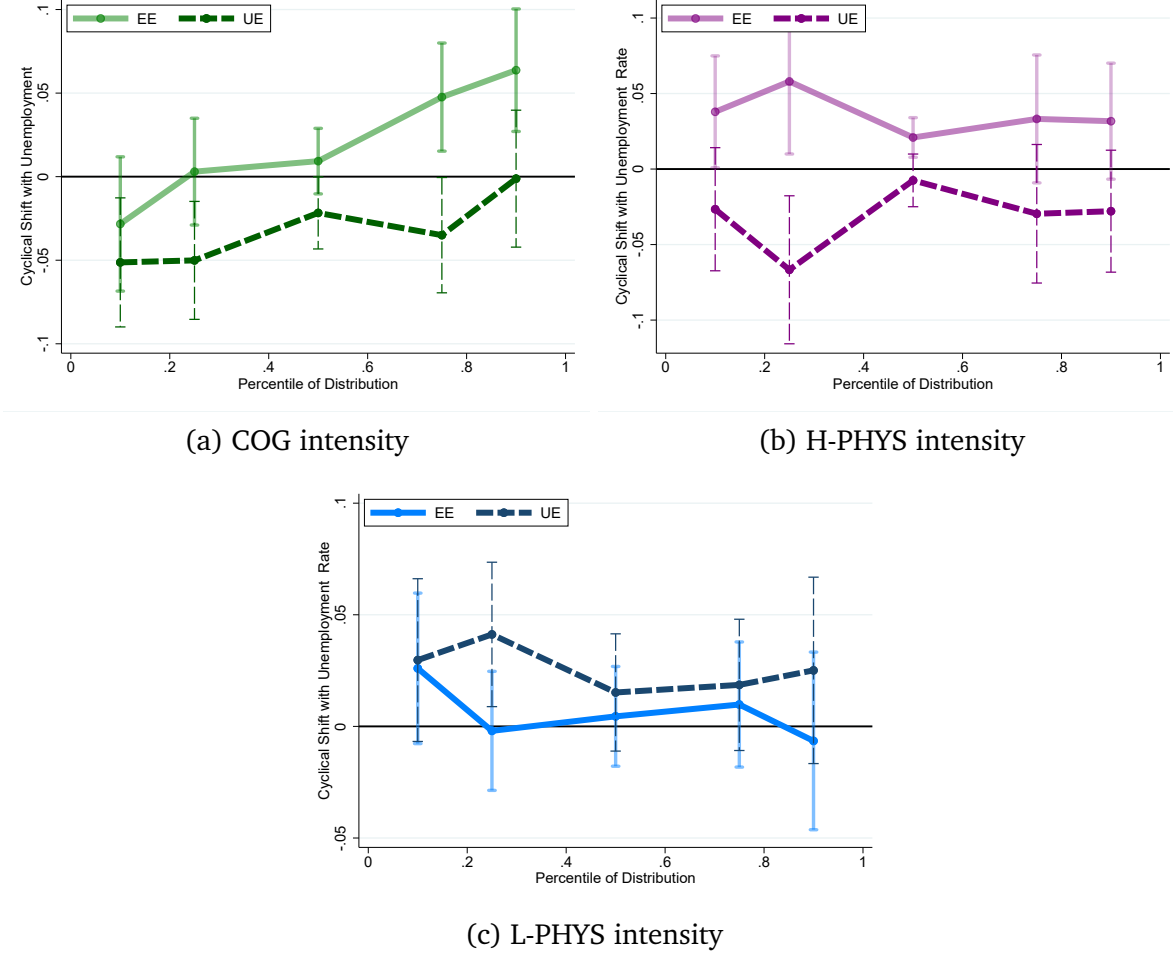 EE UE
Cyclical Shift with Unemployment
.1
.05
0
-.05
-.1
0 .2 .4 .6 .8 1
Percentile of Distribution
(a) COG intensity
EE UE
Cyclical Shift with Unemployment Rate
.1
.05
0
-.05
-.1
0 .2 .4 .6 .8 1
Percentile of Distribution
(b) H-PHYS intensity
EE UE
Cyclical Shift with Unemployment Rate
.1
.05
0
-.05
0 .2 .4 .6 .8 1
Percentile of Distribution
(c) L-PHYS intensity